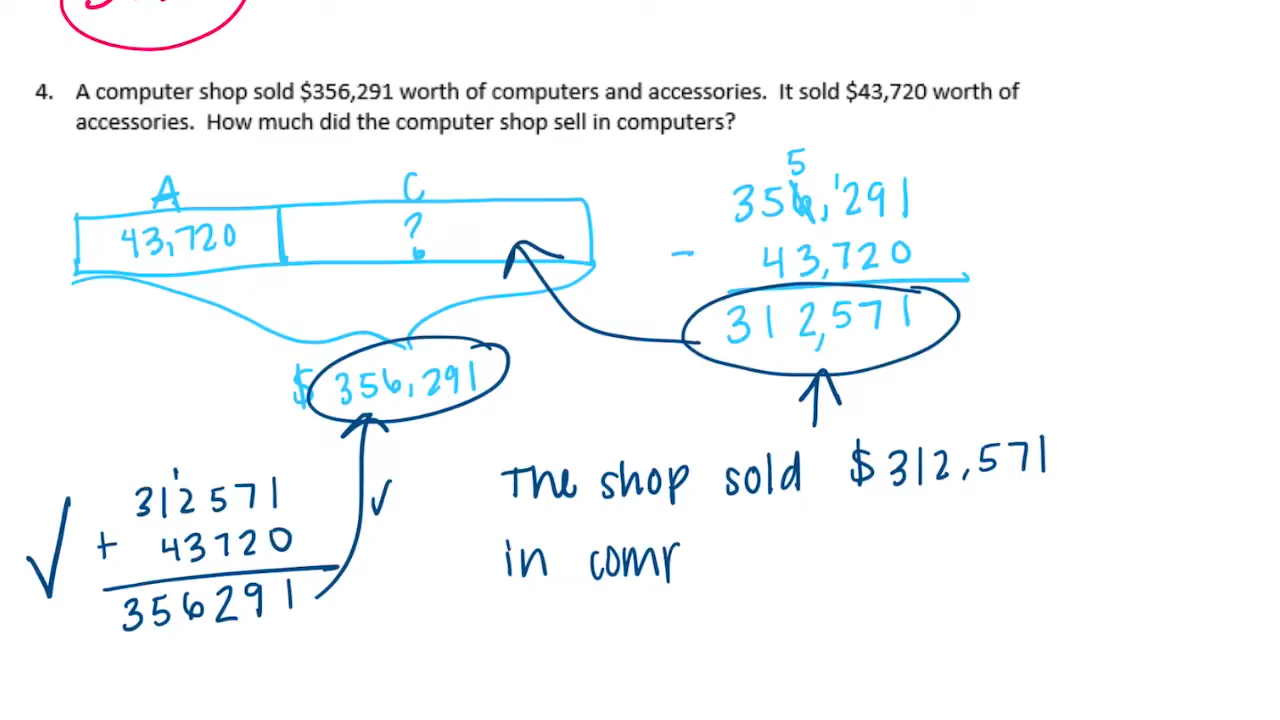 4. A computer shop sold $356,291 worth of computers and accessories. It sold $43,720 worth of
accessories. How much did the computer shop sell in computers?
A
C
43,720
?
$356,291
5
356,1291
- 43,720
312,571
1
312571
+ 43720
356291
The shop sold $312,571
in comr